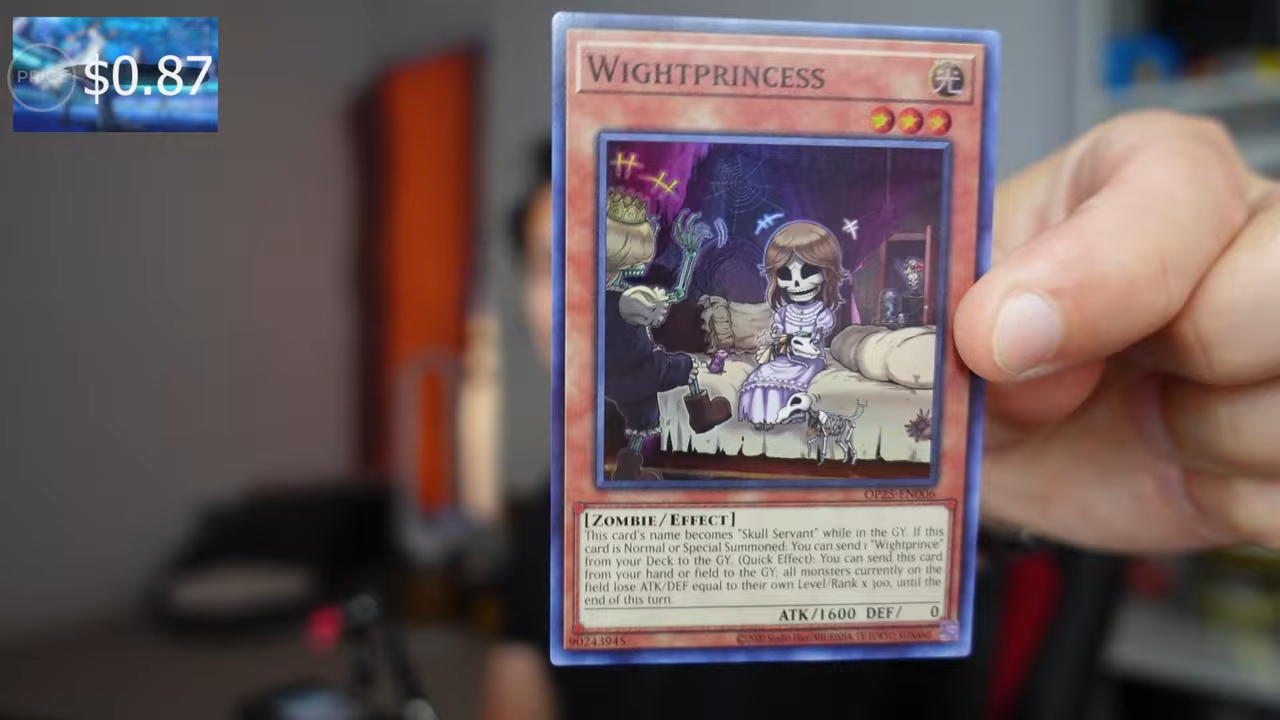 PRICE
$0.87
WIGHTPRINCESS
光
OP25-EN006
[ZOMBIE/EFFECT]
This card's name becomes "Skull Servant" while in the GY. If this
card is Normal or Special Summoned: You can send 1 "Wightprince"
from your Deck to the GY. (Quick Effect): You can send this card
from your hand or field to the GY; all monsters currently on the
field lose ATK/DEF equal to their own Level/Rank x 300, until the
end of this turn.
ATK/1600 DEF/ 0
90243945
©2020 Studio Dice/SHUEISHA, TV TOKYO, KONAMI